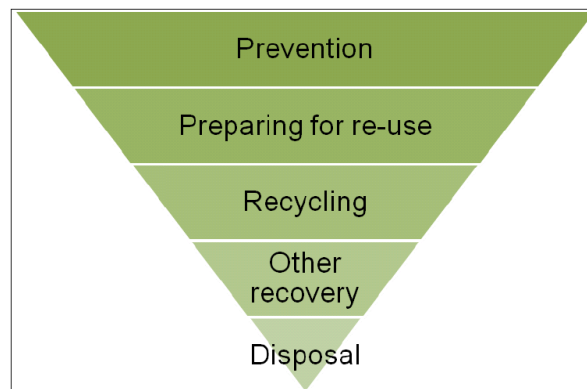 Prevention
Preparing for re-use
Recycling
Other
recovery
Disposal